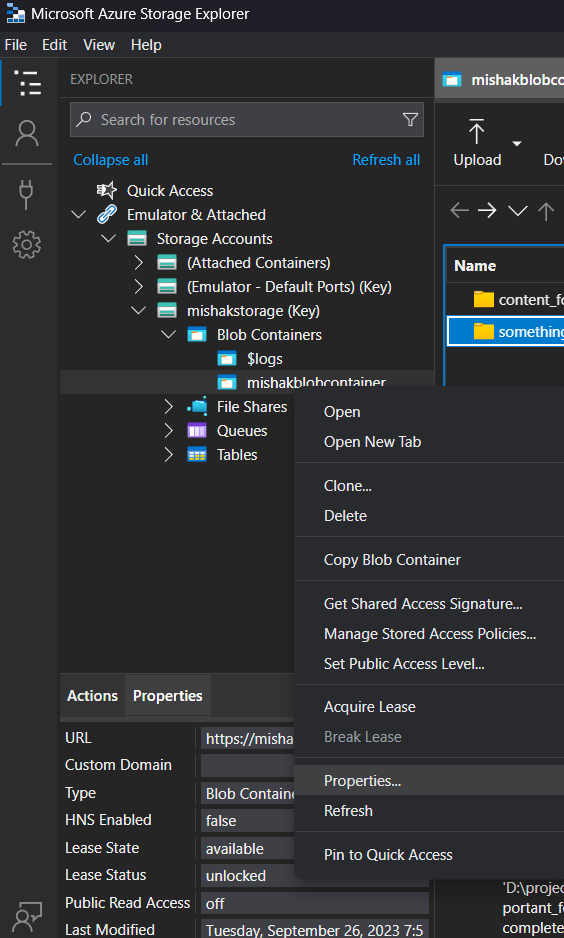 Microsoft Azure Storage Explorer
File Edit View Help
EXPLORER
Search for resources
Collapse all Refresh all
Quick Access
Emulator & Attached
Storage Accounts
(Attached Containers)
(Emulator - Default Ports) (Key)
mishakstorage (Key)
Blob Containers
$logs
mishakblobcontainer
File Shares
Queues
Tables
mishakblobco
Upload Do
Name
content_fo
something
Open
Open New Tab
Clone...
Delete
Copy Blob Container
Get Shared Access Signature...
Manage Stored Access Policies...
Set Public Access Level...
Acquire Lease
Break Lease
Properties...
Refresh
Pin to Quick Access
Actions Properties
URL https://misha
Custom Domain
Type Blob Containe
HNS Enabled false
Lease State available
Lease Status unlocked
Public Read Access off
Last Modified Tuesday, September 26, 2023 7:5
'D:\projec
portant_fo
complete